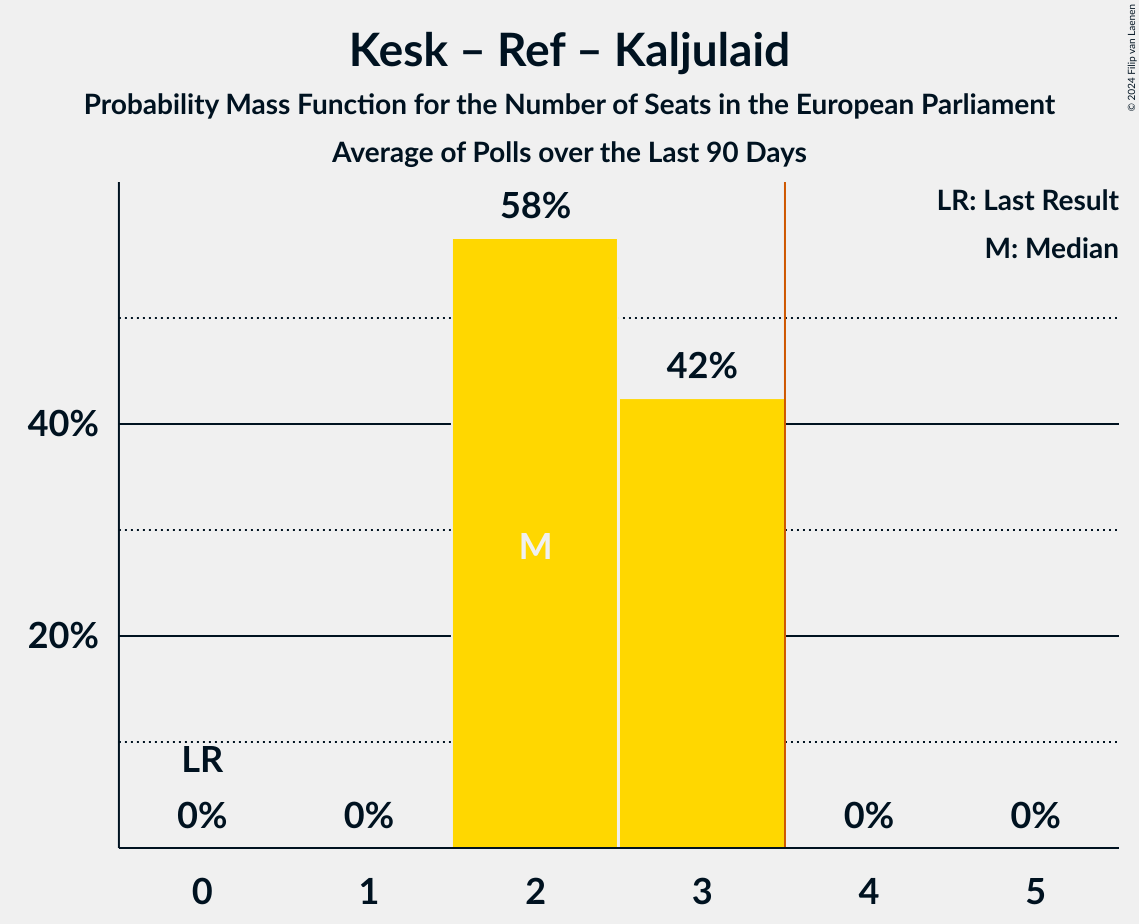 Kesk – Ref – Kaljulaid
Probability Mass Function for the Number of Seats in the European Parliament
Average of Polls over the Last 90 Days
© 2024 Filip van Laenen
LR: Last Result
M: Median
58%
42%
40%
M
20%
LR
0% 0% 0% 0%
0 1 2 3 4 5